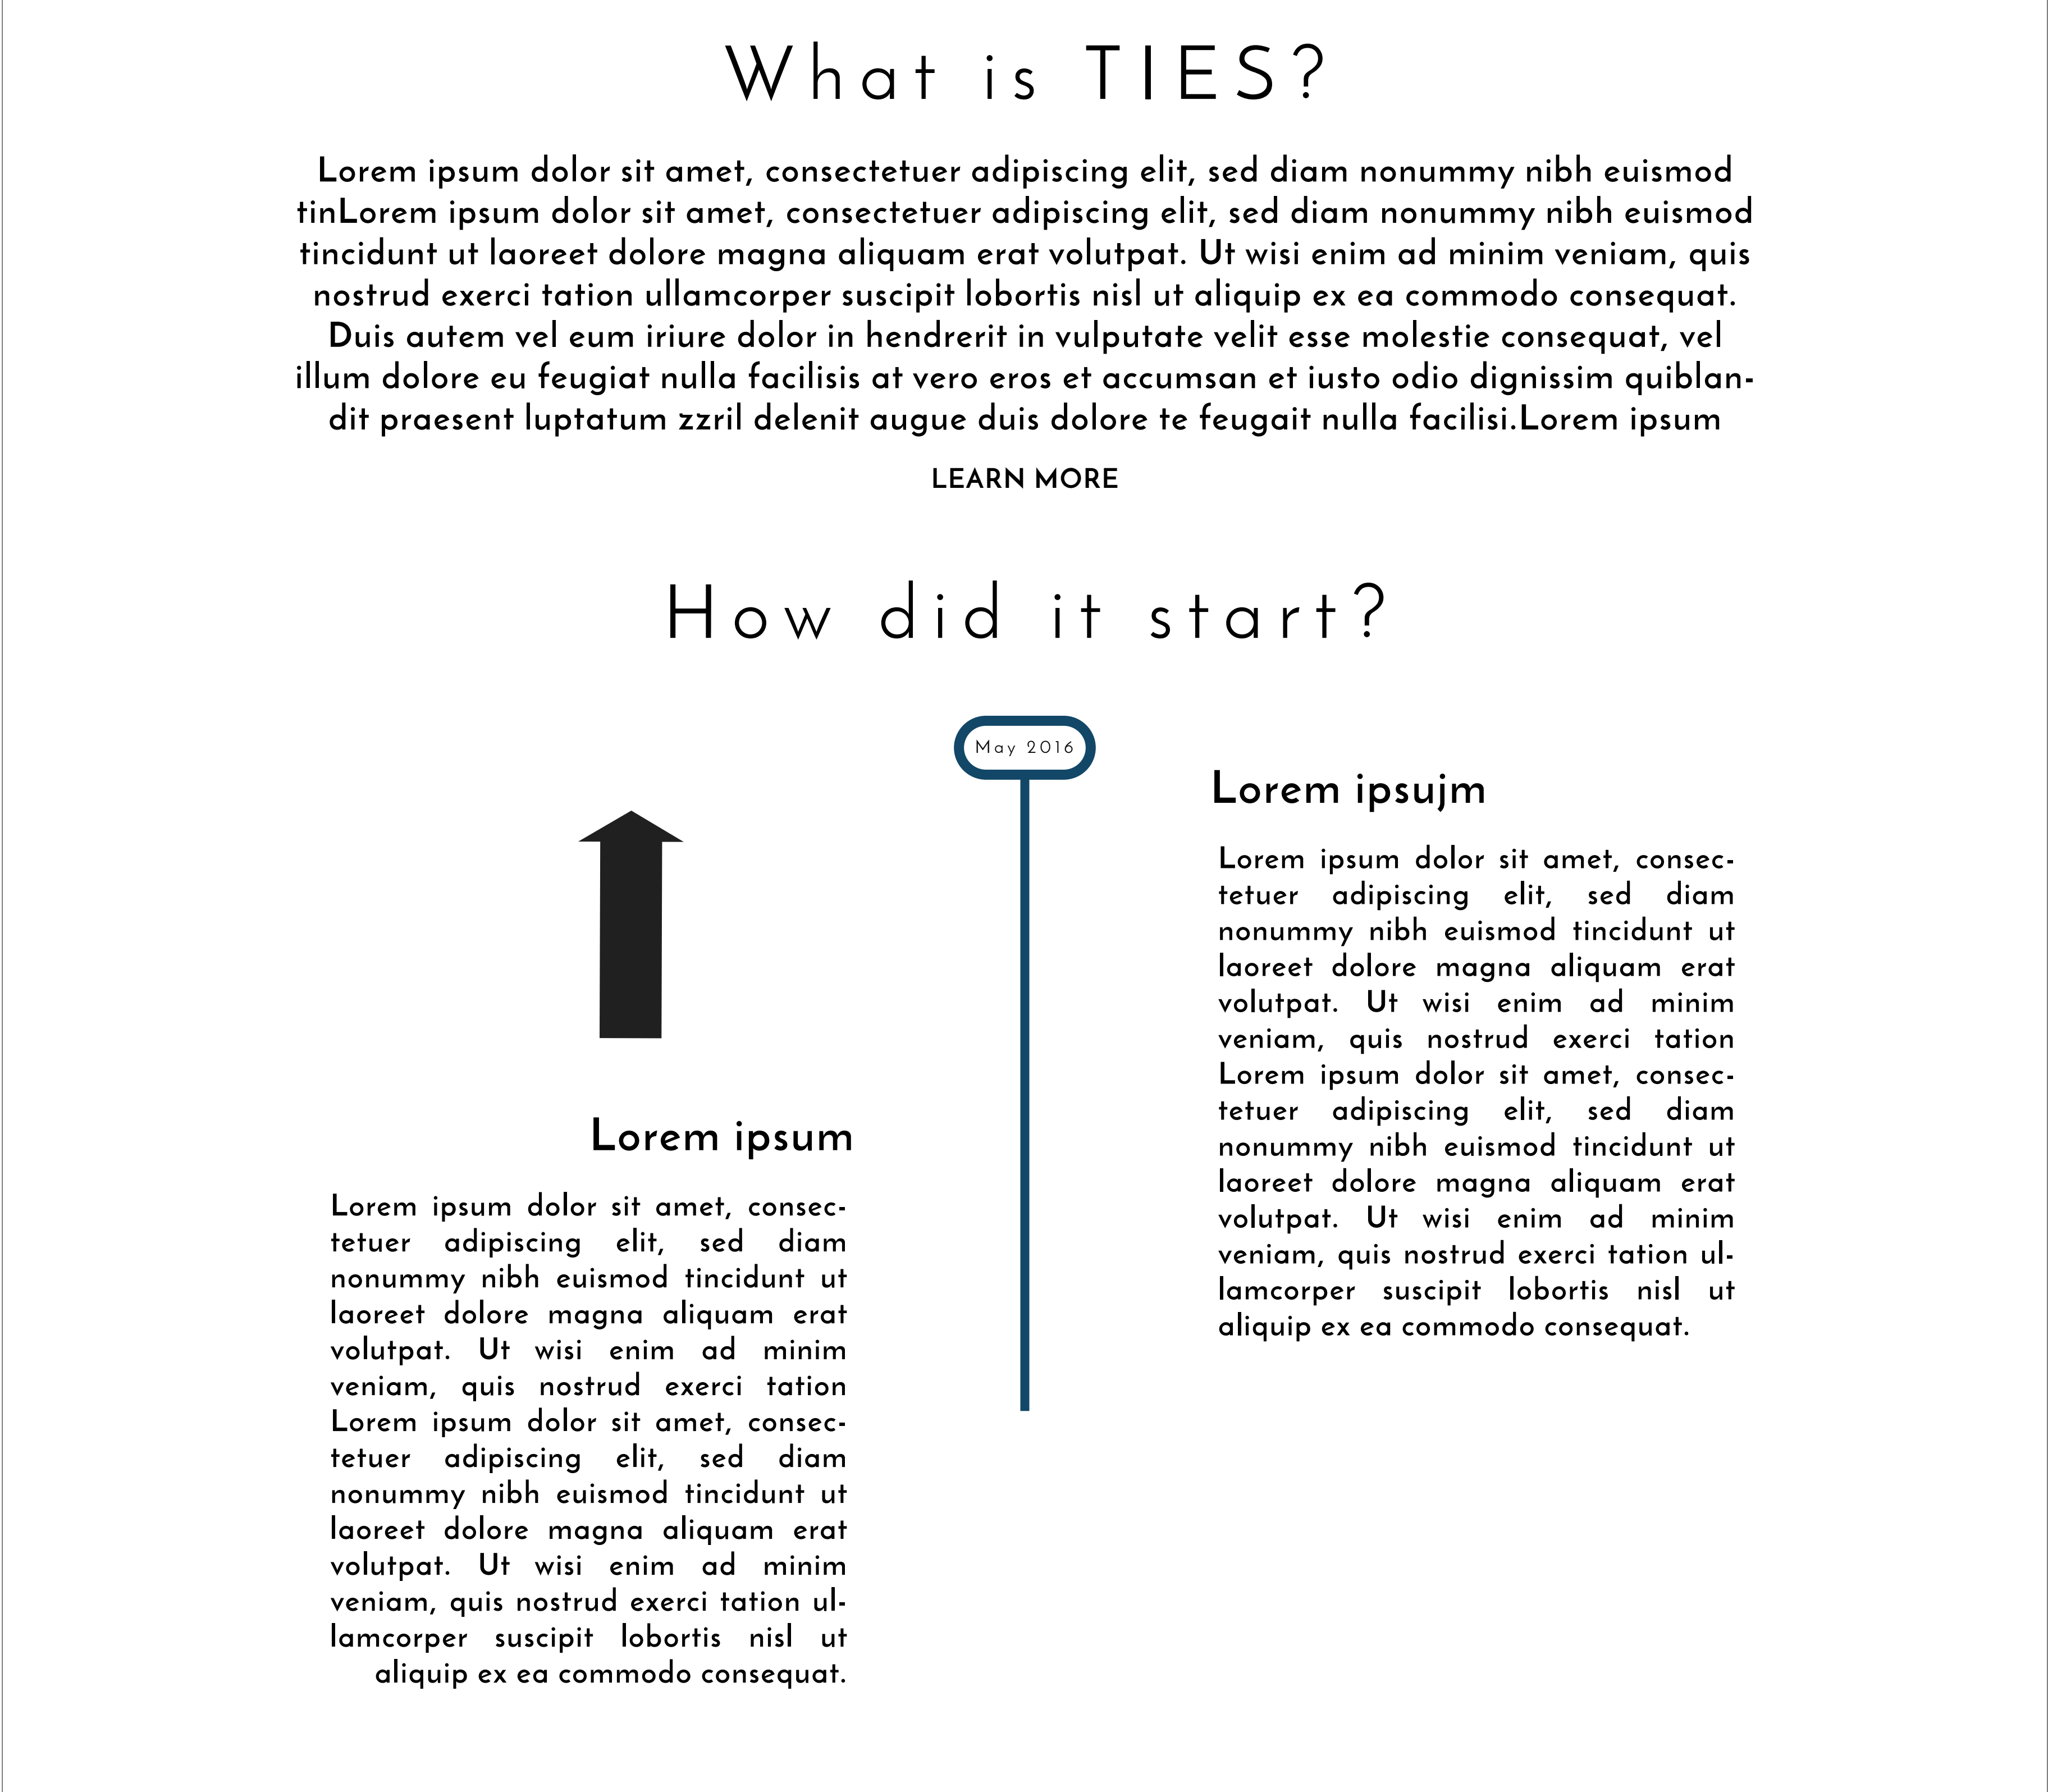 What is TIES?
Lorem ipsum dolor sit amet, consectetuer adipiscing elit, sed diam nonummy nibh euismod
tinLorem ipsum dolor sit amet, consectetuer adipiscing elit, sed diam nonummy nibh euismod
tincidunt ut laoreet dolore magna aliquam erat volutpat. Ut wisi enim ad minim veniam, quis
nostrud exerci tation ullamcorper suscipit lobortis nisl ut aliquip ex ea commodo consequat.
Duis autem vel eum iriure dolor in hendrerit in vulputate velit esse molestie consequat, vel
illum dolore eu feugiat nulla facilisis at vero eros et accumsan et iusto odio dignissim quiblan-
dit praesent luptatum zzril delenit augue duis dolore te feugait nulla facilisi.Lorem ipsum
LEARN MORE
How did it start?
May 2016
Lorem ipsujm
Lorem ipsum dolor sit amet, consec-
tetuer adipiscing elit, sed diam
nonummy nibh euismod tincidunt ut
laoreet dolore magna aliquam erat
volutpat. Ut wisi enim ad minim
veniam, quis nostrud exerci tation
Lorem ipsum dolor sit amet, consec-
tetuer adipiscing elit, sed diam
nonummy nibh euismod tincidunt ut
laoreet dolore magna aliquam erat
volutpat. Ut wisi enim ad minim
veniam, quis nostrud exerci tation ul-
lamcorper suscipit lobortis nisl ut
aliquip ex ea commodo consequat.
Lorem ipsum
Lorem ipsum dolor sit amet, consec-
tetuer adipiscing elit, sed diam
nonummy nibh euismod tincidunt ut
laoreet dolore magna aliquam erat
volutpat. Ut wisi enim ad minim
veniam, quis nostrud exerci tation
Lorem ipsum dolor sit amet, consec-
tetuer adipiscing elit, sed diam
nonummy nibh euismod tincidunt ut
laoreet dolore magna aliquam erat
volutpat. Ut wisi enim ad minim
veniam, quis nostrud exerci tation ul-
lamcorper suscipit lobortis nisl ut
aliquip ex ea commodo consequat.